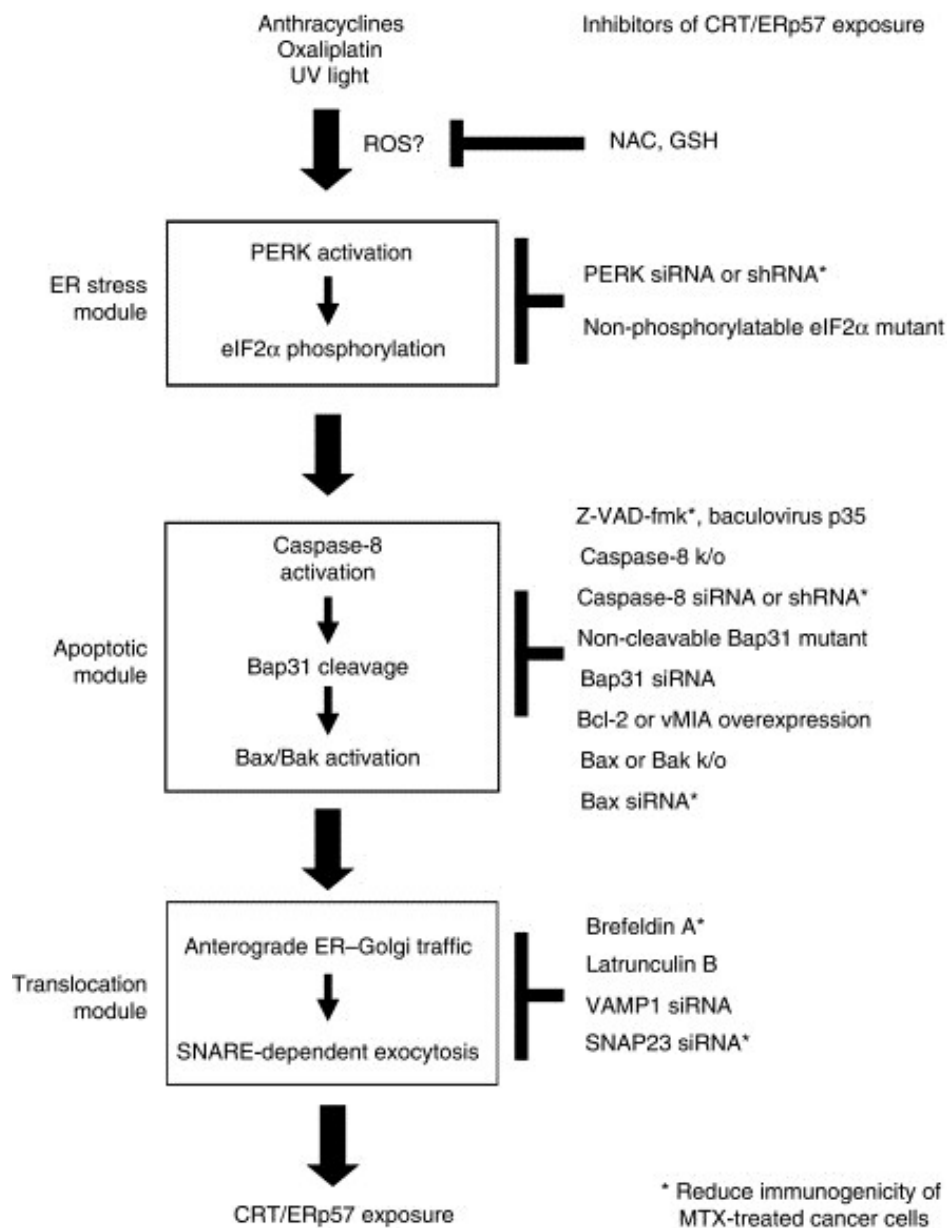 Anthracyclines
Oxaliplatin
UV light
Inhibitors of CRT/ERp57 exposure
ROS?
NAC, GSH
ER stress
module
PERK activation
eIF2α phosphorylation
PERK siRNA or shRNA*
Non-phosphorylatable eIF2α mutant
Apoptotic
module
Caspase-8
activation
Bap31 cleavage
Bax/Bak activation
Z-VAD-fmk*, baculovirus p35
Caspase-8 k/o
Caspase-8 siRNA or shRNA*
Non-cleavable Bap31 mutant
Bap31 siRNA
Bcl-2 or vMIA overexpression
Bax or Bak k/o
Bax siRNA*
Translocation
module
Anterograde ER–Golgi traffic
SNARE-dependent exocytosis
Brefeldin A*
Latrunculin B
VAMP1 siRNA
SNAP23 siRNA*
CRT/ERp57 exposure
* Reduce immunogenicity of
MTX-treated cancer cells